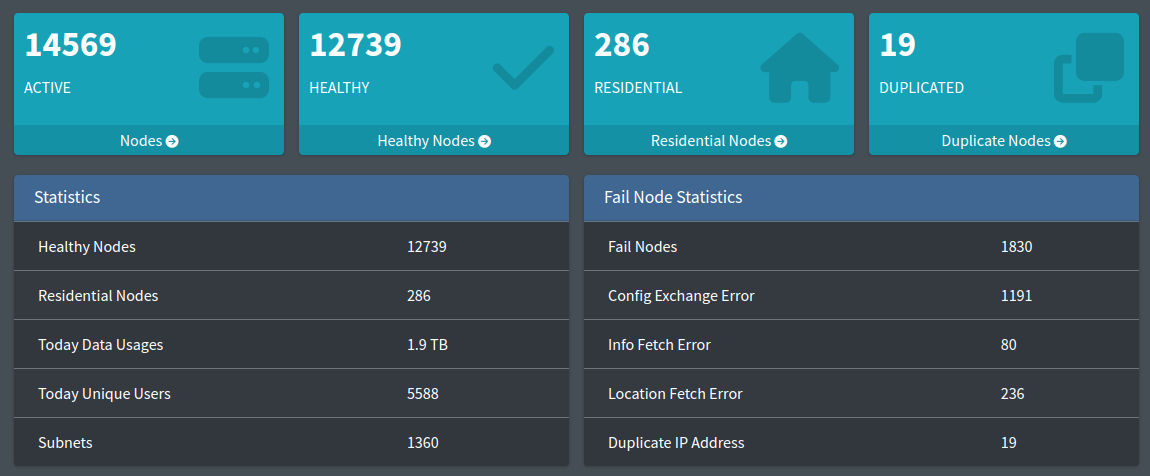 14569
ACTIVE
Nodes
12739
HEALTHY
Healthy Nodes
286
RESIDENTIAL
Residential Nodes
19
DUPLICATED
Duplicate Nodes
Statistics
Healthy Nodes 12739
Residential Nodes 286
Today Data Usages 1.9 TB
Today Unique Users 5588
Subnets 1360
Fail Node Statistics
Fail Nodes 1830
Config Exchange Error 1191
Info Fetch Error 80
Location Fetch Error 236
Duplicate IP Address 19